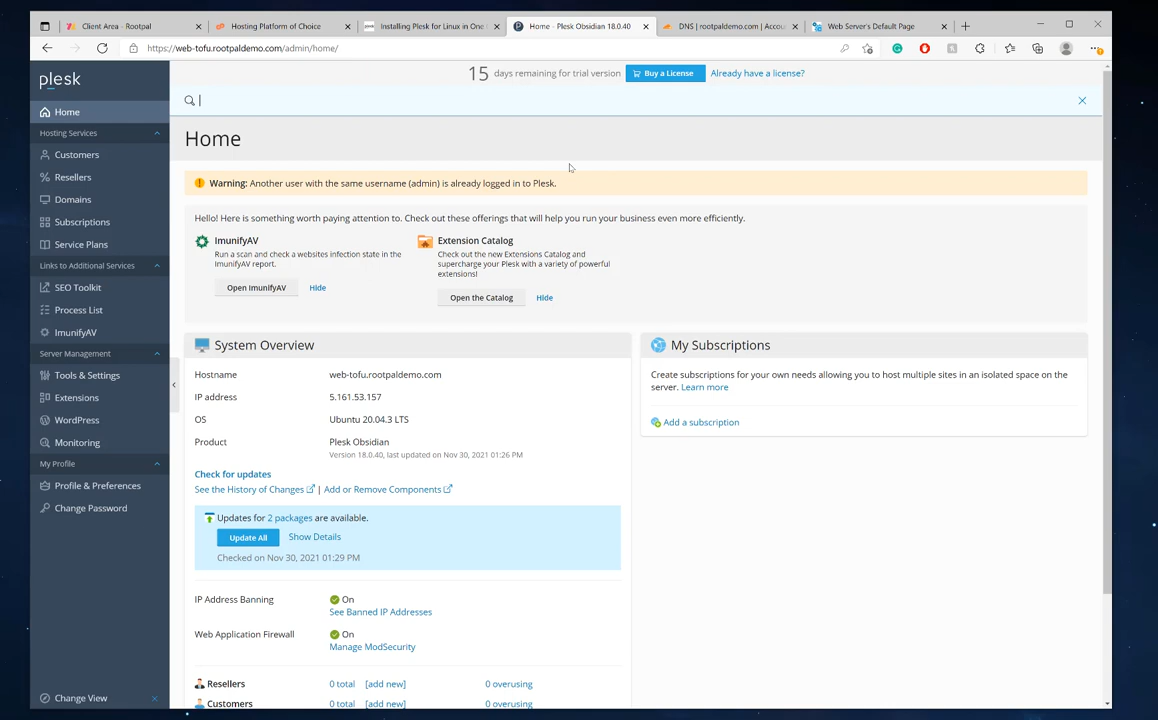 Client Area - Rootpal
Hosting Platform of Choice
Installing Plesk for Linux in One C
Home - Plesk Obsidian 18.0.40
DNS | rootpaldemo.com | Accou
Web Server's Default Page
https://web-tofu.rootpaldemo.com/admin/home/
plesk
15 days remaining for trial version
Buy a License
Already have a license?
Home
Hosting Services
Customers
Resellers
Domains
Subscriptions
Service Plans
Links to Additional Services
SEO Toolkit
Process List
ImunifyAV
Server Management
Tools & Settings
Extensions
WordPress
Monitoring
My Profile
Profile & Preferences
Change Password
Change View
Home
Warning: Another user with the same username (admin) is already logged in to Plesk.
Hello! Here is something worth paying attention to. Check out these offerings that will help you run your business even more efficiently.
ImunifyAV
Run a scan and check a websites infection state in the
ImunifyAV report.
Open ImunifyAV
Hide
Extension Catalog
Check out the new Extensions Catalog and
supercharge your Plesk with a variety of powerful
extensions!
Open the Catalog
Hide
System Overview
Hostname web-tofu.rootpaldemo.com
IP address 5.161.53.157
OS Ubuntu 20.04.3 LTS
Product Plesk Obsidian
Version 18.0.40, last updated on Nov 30, 2021 01:26 PM
Check for updates
See the History of Changes | Add or Remove Components
Updates for 2 packages are available.
Update All Show Details
Checked on Nov 30, 2021 01:29 PM
IP Address Banning On
See Banned IP Addresses
Web Application Firewall On
Manage ModSecurity
Resellers 0 total [add new] 0 overusing
Customers 0 total [add new] 0 overusing
My Subscriptions
Create subscriptions for your own needs allowing you to host multiple sites in an isolated space on the
server. Learn more
Add a subscription